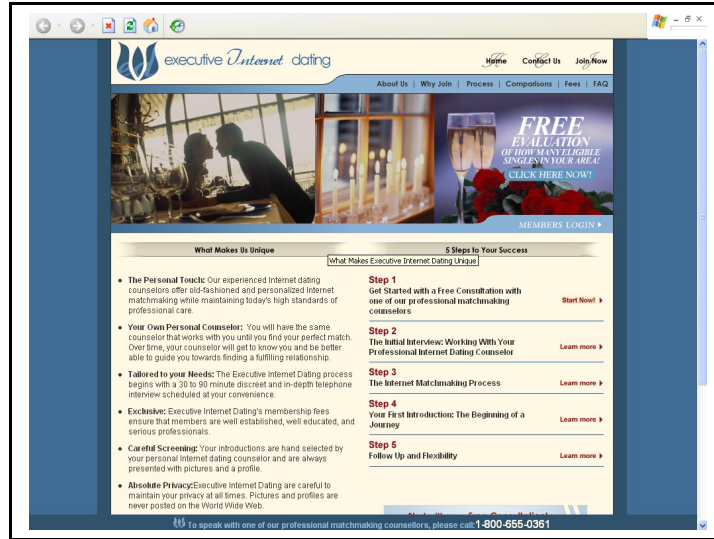 executive Internet dating
Home Contact Us Join Now
About Us | Why Join | Process | Comparisons | Fees | FAQ
FREE
EVALUATION
OF HOW MANY ELIGIBLE
SINGLES IN YOUR AREA!
CLICK HERE NOW!
MEMBERS LOGIN
What Makes Us Unique
What Makes Executive Internet Dating Unique
• The Personal Touch: Our experienced Internet dating
counselors offer old-fashioned and personalized Internet
matchmaking while maintaining today's high standards of
professional care.
• Your Own Personal Counselor: You will have the same
counselor that works with you until you find your perfect match.
Over time, your counselor will get to know you and be better
able to guide you towards finding a fulfilling relationship.
• Tailored to your Needs: The Executive Internet Dating process
begins with a 30 to 90 minute discreet and in-depth telephone
interview scheduled at your convenience.
• Exclusive: Executive Internet Dating's membership fees
ensure that members are well established, well educated, and
serious professionals.
• Careful Screening: Your introductions are hand selected by
your personal Internet dating counselor and are always
presented with pictures and a profile.
• Absolute Privacy:Executive Internet Dating are careful to
maintain your privacy at all times. Pictures and profiles are
never posted on the World Wide Web.
5 Steps to Your Success
Step 1
Get Started with a Free Consultation with
one of our professional matchmaking
counselors
Start Now!
Step 2
The Initial Interview: Working With Your
Professional Internet Dating Counselor
Learn more
Step 3
The Internet Matchmaking Process
Learn more
Step 4
Your First Introduction: The Beginning of a
Journey
Learn more
Step 5
Follow Up and Flexibility
Learn more
To speak with one of our professional matchmaking counsellors, please call:1-800-655-0361